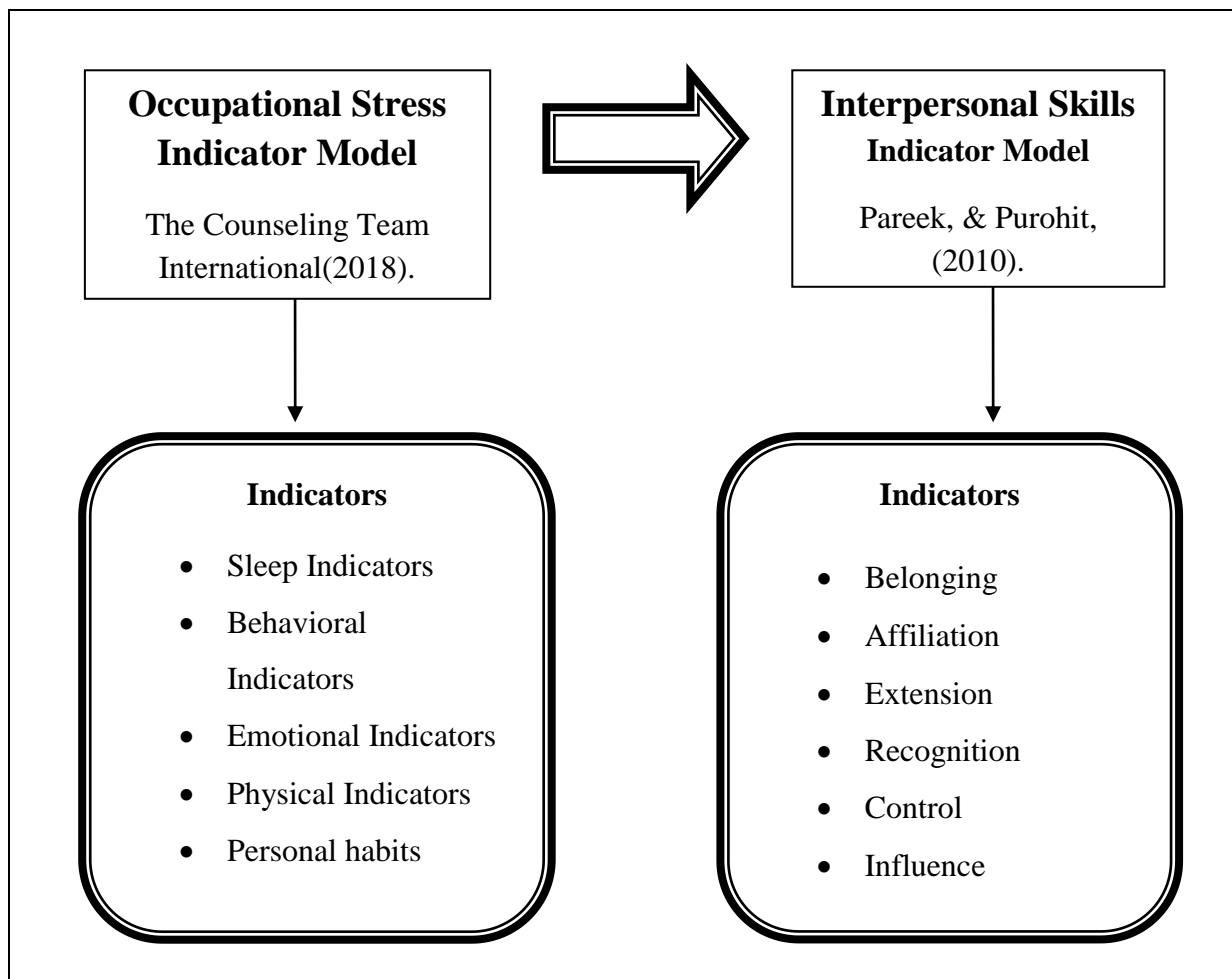 Occupational Stress
Indicator Model
The Counseling Team
International(2018).
Interpersonal Skills
Indicator Model
Pareek, & Purohit,
(2010).
Indicators
• Sleep Indicators
• Behavioral
Indicators
• Emotional Indicators
• Physical Indicators
• Personal habits
Indicators
• Belonging
• Affiliation
• Extension
• Recognition
• Control
• Influence